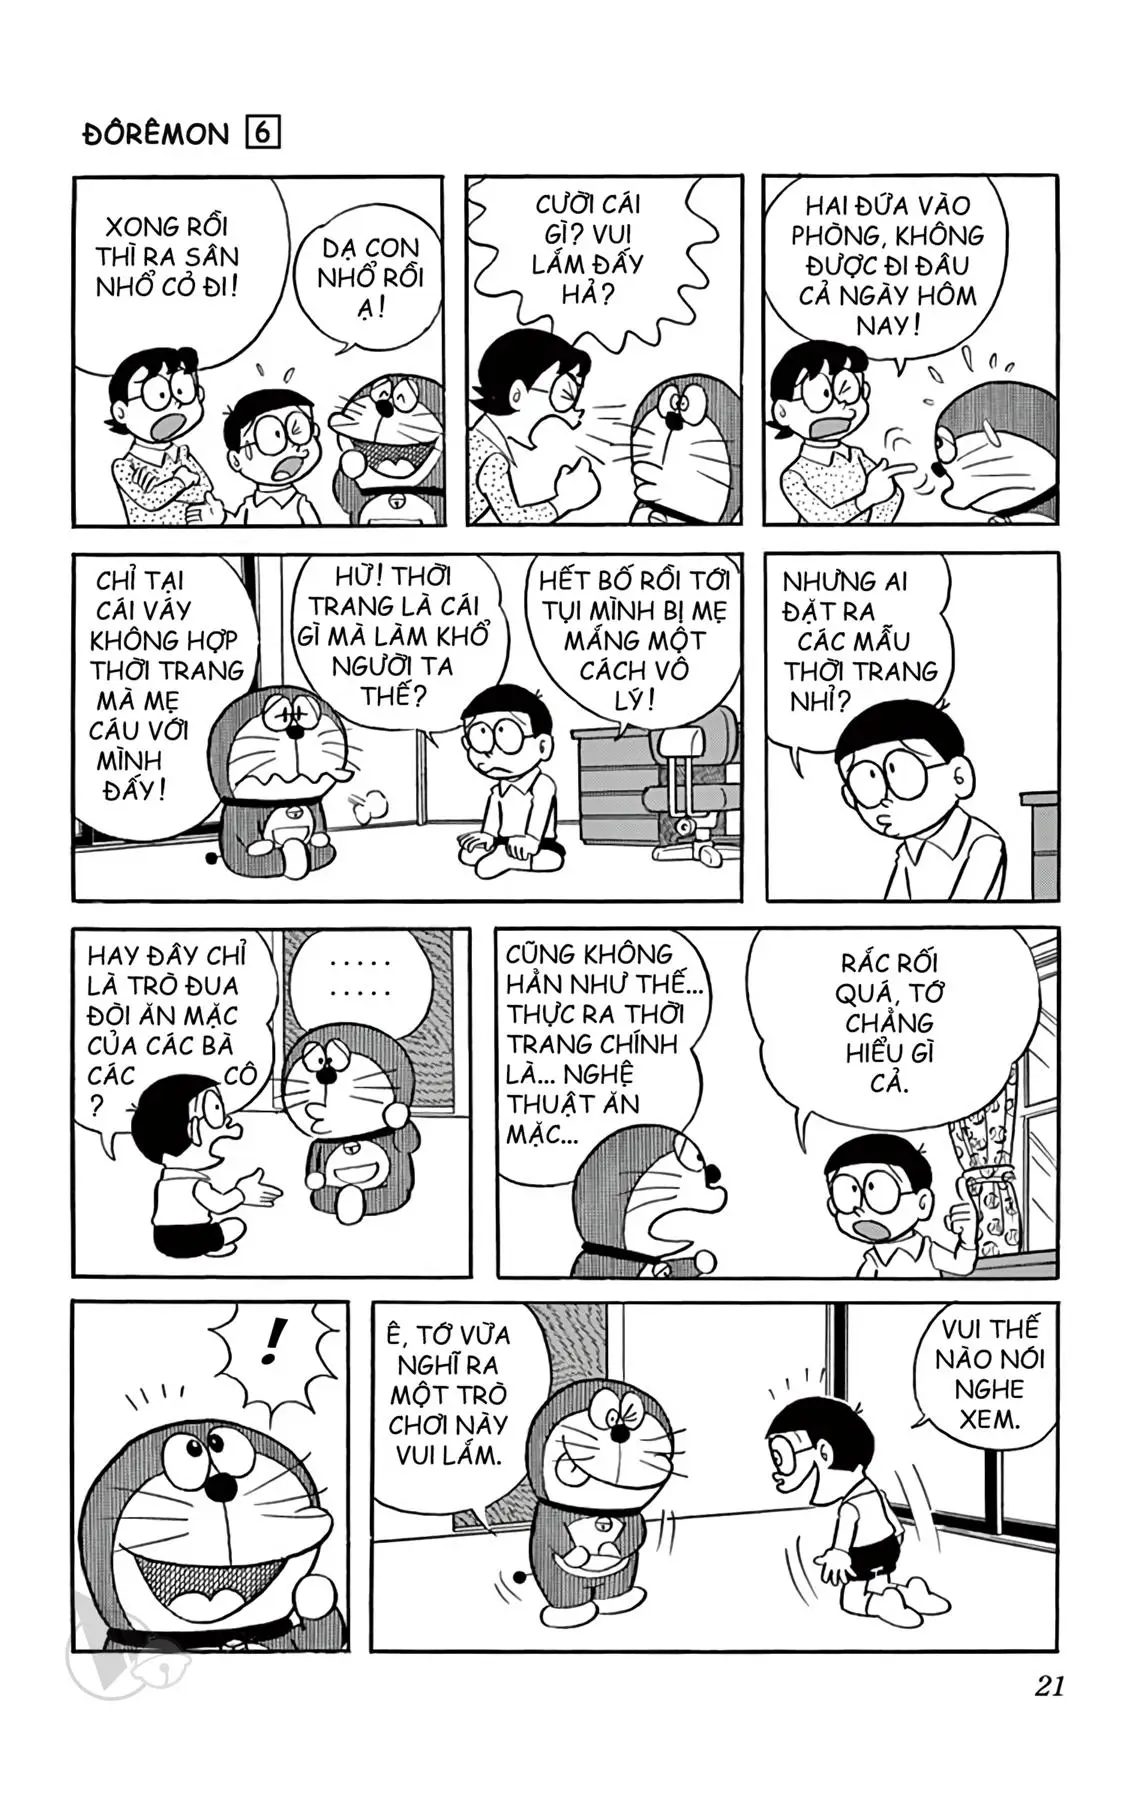 ĐÔRÊMON 6
XONG RỒI
THÌ RA SÂN
NHỔ CỎ ĐI!
DẠ CON
NHỔ RỒI
Ạ!
CƯỜI CÁI
GÌ? VUI
LẮM ĐẤY
HẢ?
HAI ĐỨA VÀO
PHÒNG, KHÔNG
ĐƯỢC ĐI ĐÂU
CẢ NGÀY HÔM
NAY!
CHỈ TẠI
CÁI VÁY
KHÔNG HỢP
THỜI TRANG
MÀ MẸ
CÁU VỚI
MÌNH
ĐẤY!
HỪ! THỜI
TRANG LÀ CÁI
GÌ MÀ LÀM KHỔ
NGƯỜI TA
THẾ?
HẾT BỐ RỒI TỚI
TỤI MÌNH BỊ MẸ
MẮNG MỘT
CÁCH VÔ
LÝ!
NHƯNG AI
ĐẶT RA
CÁC MẪU
THỜI TRANG
NHỈ?
HAY ĐÂY CHỈ
LÀ TRÒ ĐUA
ĐÒI ĂN MẶC
CỦA CÁC BÀ
CÁC CÔ
?
.....
.....
CŨNG KHÔNG
HẲN NHƯ THẾ...
THỰC RA THỜI
TRANG CHÍNH
LÀ... NGHỆ
THUẬT ĂN
MẶC...
RẮC RỐI
QUÁ, TỚ
CHẲNG
HIỂU GÌ
CẢ.
!
Ê, TỚ VỪA
NGHĨ RA
MỘT TRÒ
CHƠI NÀY
VUI LẮM.
VUI THẾ
NÀO NÓI
NGHE
XEM.
21